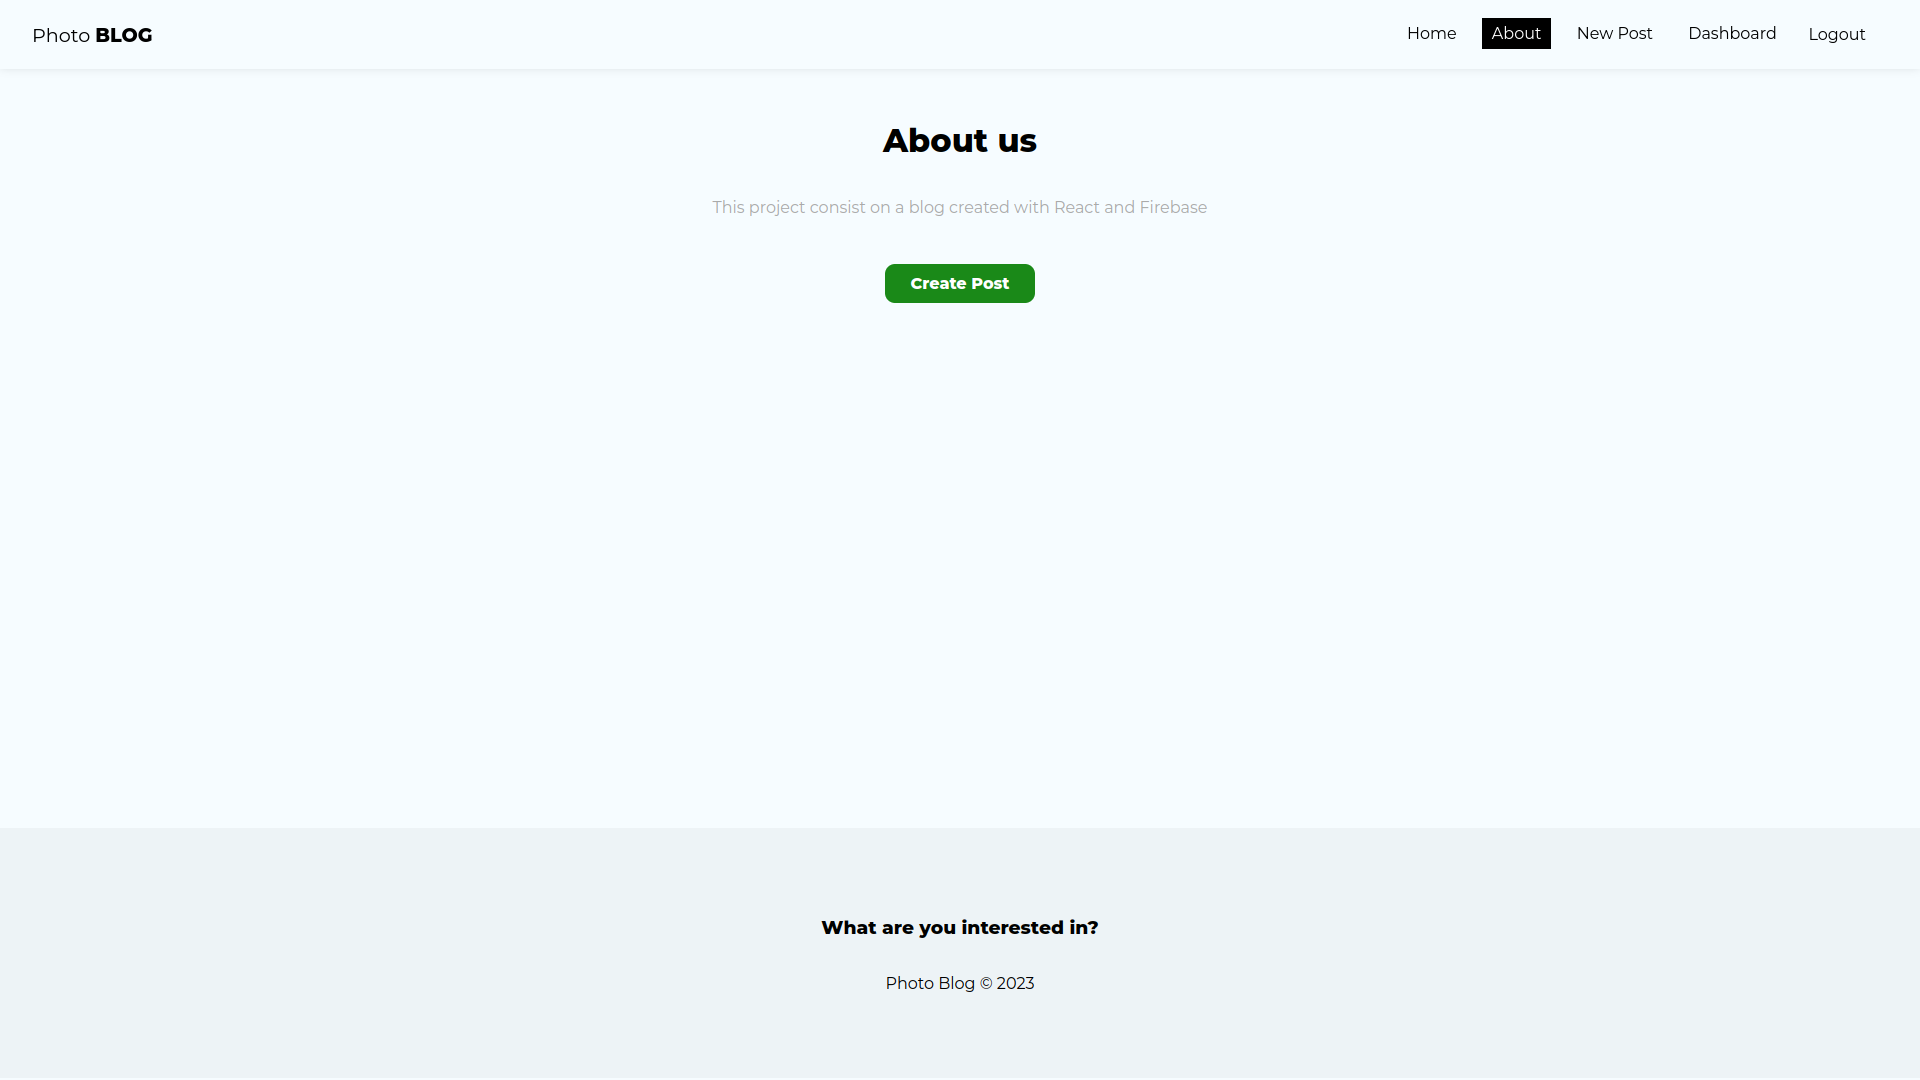 Photo BLOG
Home
About
New Post
Dashboard
Logout
About us
This project consist on a blog created with React and Firebase
Create Post
What are you interested in?
Photo Blog © 2023